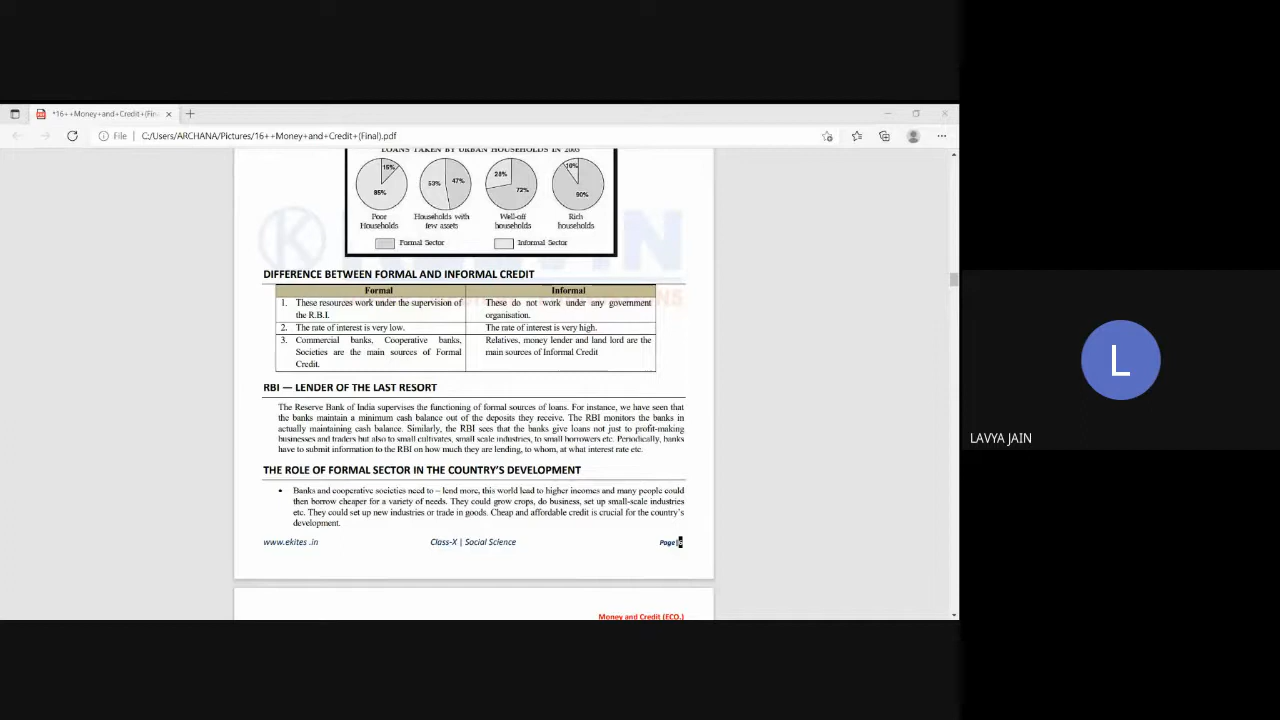 *16++Money+and+Credit+(Fin
File
C:/Users/ARCHANA/Pictures/16++Money+and+Credit+(Final).pdf
LOANS TAKEN BY URBAN HOUSEHOLDS IN 2003
15%
85%
53%
47%
28%
72%
10%
90%
Poor Households
Households with few assets
Well-off households
Rich households
Formal Sector
Informal Sector
DIFFERENCE BETWEEN FORMAL AND INFORMAL CREDIT
Formal
Informal
1. These resources work under the supervision of
the R.B.I.
These do not work under any government
organisation.
2. The rate of interest is very low.
The rate of interest is very high.
3. Commercial banks, Cooperative banks,
Societies are the main sources of Formal
Credit.
Relatives, money lender and land lord are the
main sources of Informal Credit
RBI — LENDER OF THE LAST RESORT
The Reserve Bank of India supervises the functioning of formal sources of loans. For instance, we have seen that
the banks maintain a minimum cash balance out of the deposits they receive. The RBI monitors the banks in
actually maintaining cash balance. Similarly, the RBI sees that the banks give loans not just to profit-making
businesses and traders but also to small cultivates, small scale industries, to small borrowers etc. Periodically, banks
have to submit information to the RBI on how much they are lending, to whom, at what interest rate etc.
THE ROLE OF FORMAL SECTOR IN THE COUNTRY'S DEVELOPMENT
• Banks and cooperative societies need to – lend more, this world lead to higher incomes and many people could
then borrow cheaper for a variety of needs. They could grow crops, do business, set up small-scale industries
etc. They could set up new industries or trade in goods. Cheap and affordable credit is crucial for the country's
development.
www.ekites .in
Class-X | Social Science
Page
Money and Credit (ECO.)
L
LAVYA JAIN